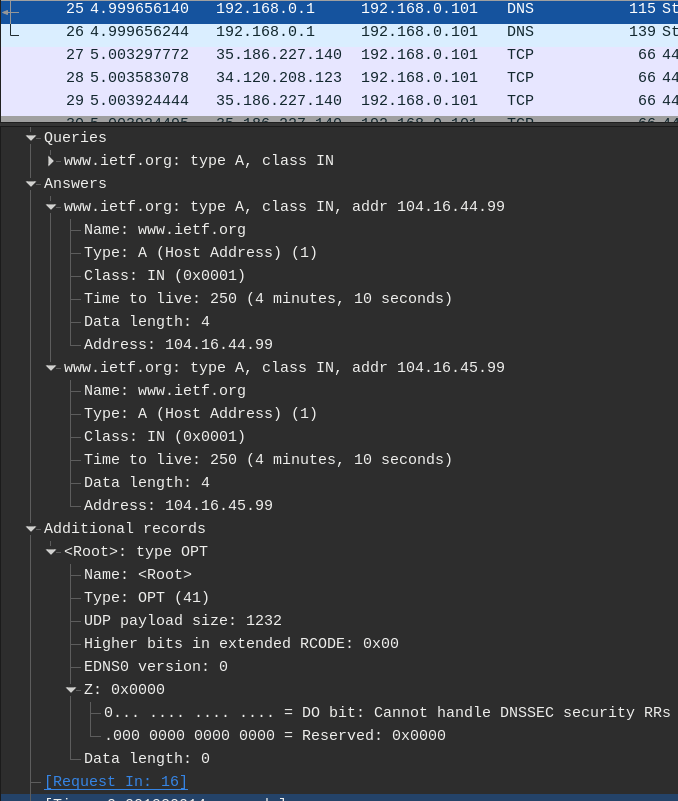 25 4.999656140 192.168.0.1 192.168.0.101 DNS 115 St
26 4.999656244 192.168.0.1 192.168.0.101 DNS 139 St
27 5.003297772 35.186.227.140 192.168.0.101 TCP 66 44
28 5.003583078 34.120.208.123 192.168.0.101 TCP 66 44
29 5.003924444 35.186.227.140 192.168.0.101 TCP 66 44
Queries
www.ietf.org: type A, class IN
Answers
www.ietf.org: type A, class IN, addr 104.16.44.99
Name: www.ietf.org
Type: A (Host Address) (1)
Class: IN (0x0001)
Time to live: 250 (4 minutes, 10 seconds)
Data length: 4
Address: 104.16.44.99
www.ietf.org: type A, class IN, addr 104.16.45.99
Name: www.ietf.org
Type: A (Host Address) (1)
Class: IN (0x0001)
Time to live: 250 (4 minutes, 10 seconds)
Data length: 4
Address: 104.16.45.99
Additional records
<Root>: type OPT
Name: <Root>
Type: OPT (41)
UDP payload size: 1232
Higher bits in extended RCODE: 0x00
EDNS0 version: 0
Z: 0x0000
0... .... .... .... = DO bit: Cannot handle DNSSEC security RRs
.000 0000 0000 0000 = Reserved: 0x0000
Data length: 0
[Request In: 16]